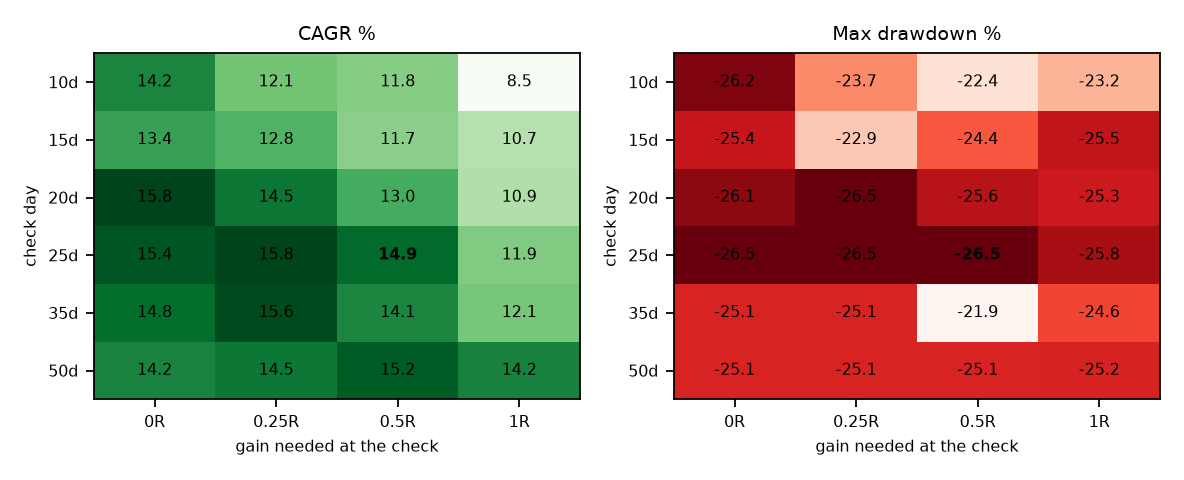 CAGR %
10d 14.2 12.1 11.8 8.5
15d 13.4 12.8 11.7 10.7
20d 15.8 14.5 13.0 10.9
25d 15.4 15.8 14.9 11.9
35d 14.8 15.6 14.1 12.1
50d 14.2 14.5 15.2 14.2
0R 0.25R 0.5R 1R
gain needed at the check
check day
Max drawdown %
10d -26.2 -23.7 -22.4 -23.2
15d -25.4 -22.9 -24.4 -25.5
20d -26.1 -26.5 -25.6 -25.3
25d -26.5 -26.5 -26.5 -25.8
35d -25.1 -25.1 -21.9 -24.6
50d -25.1 -25.1 -25.1 -25.2
0R 0.25R 0.5R 1R
gain needed at the check
check day